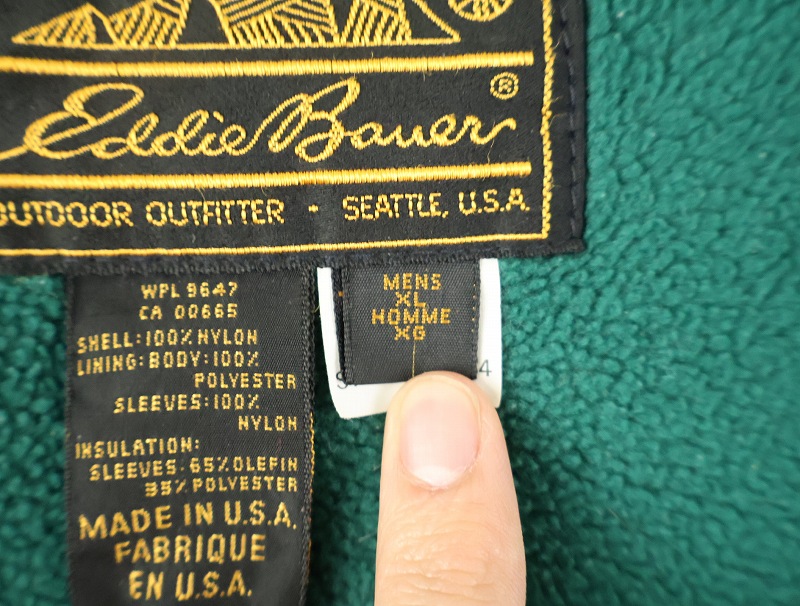 Eddie Bauer ®
OUTDOOR OUTFITTER · SEATTLE, U.S.A.
WPL 9647
CA 00665
SHELL: 100% NYLON
LINING: BODY: 100%
POLYESTER
SLEEVES: 100%
NYLON
INSULATION:
SLEEVES: 65% OLEFIN
35% POLYESTER
MADE IN U.S.A.
FABRIQUE
EN U.S.A.
MENS
XL
HOMME
XG
4